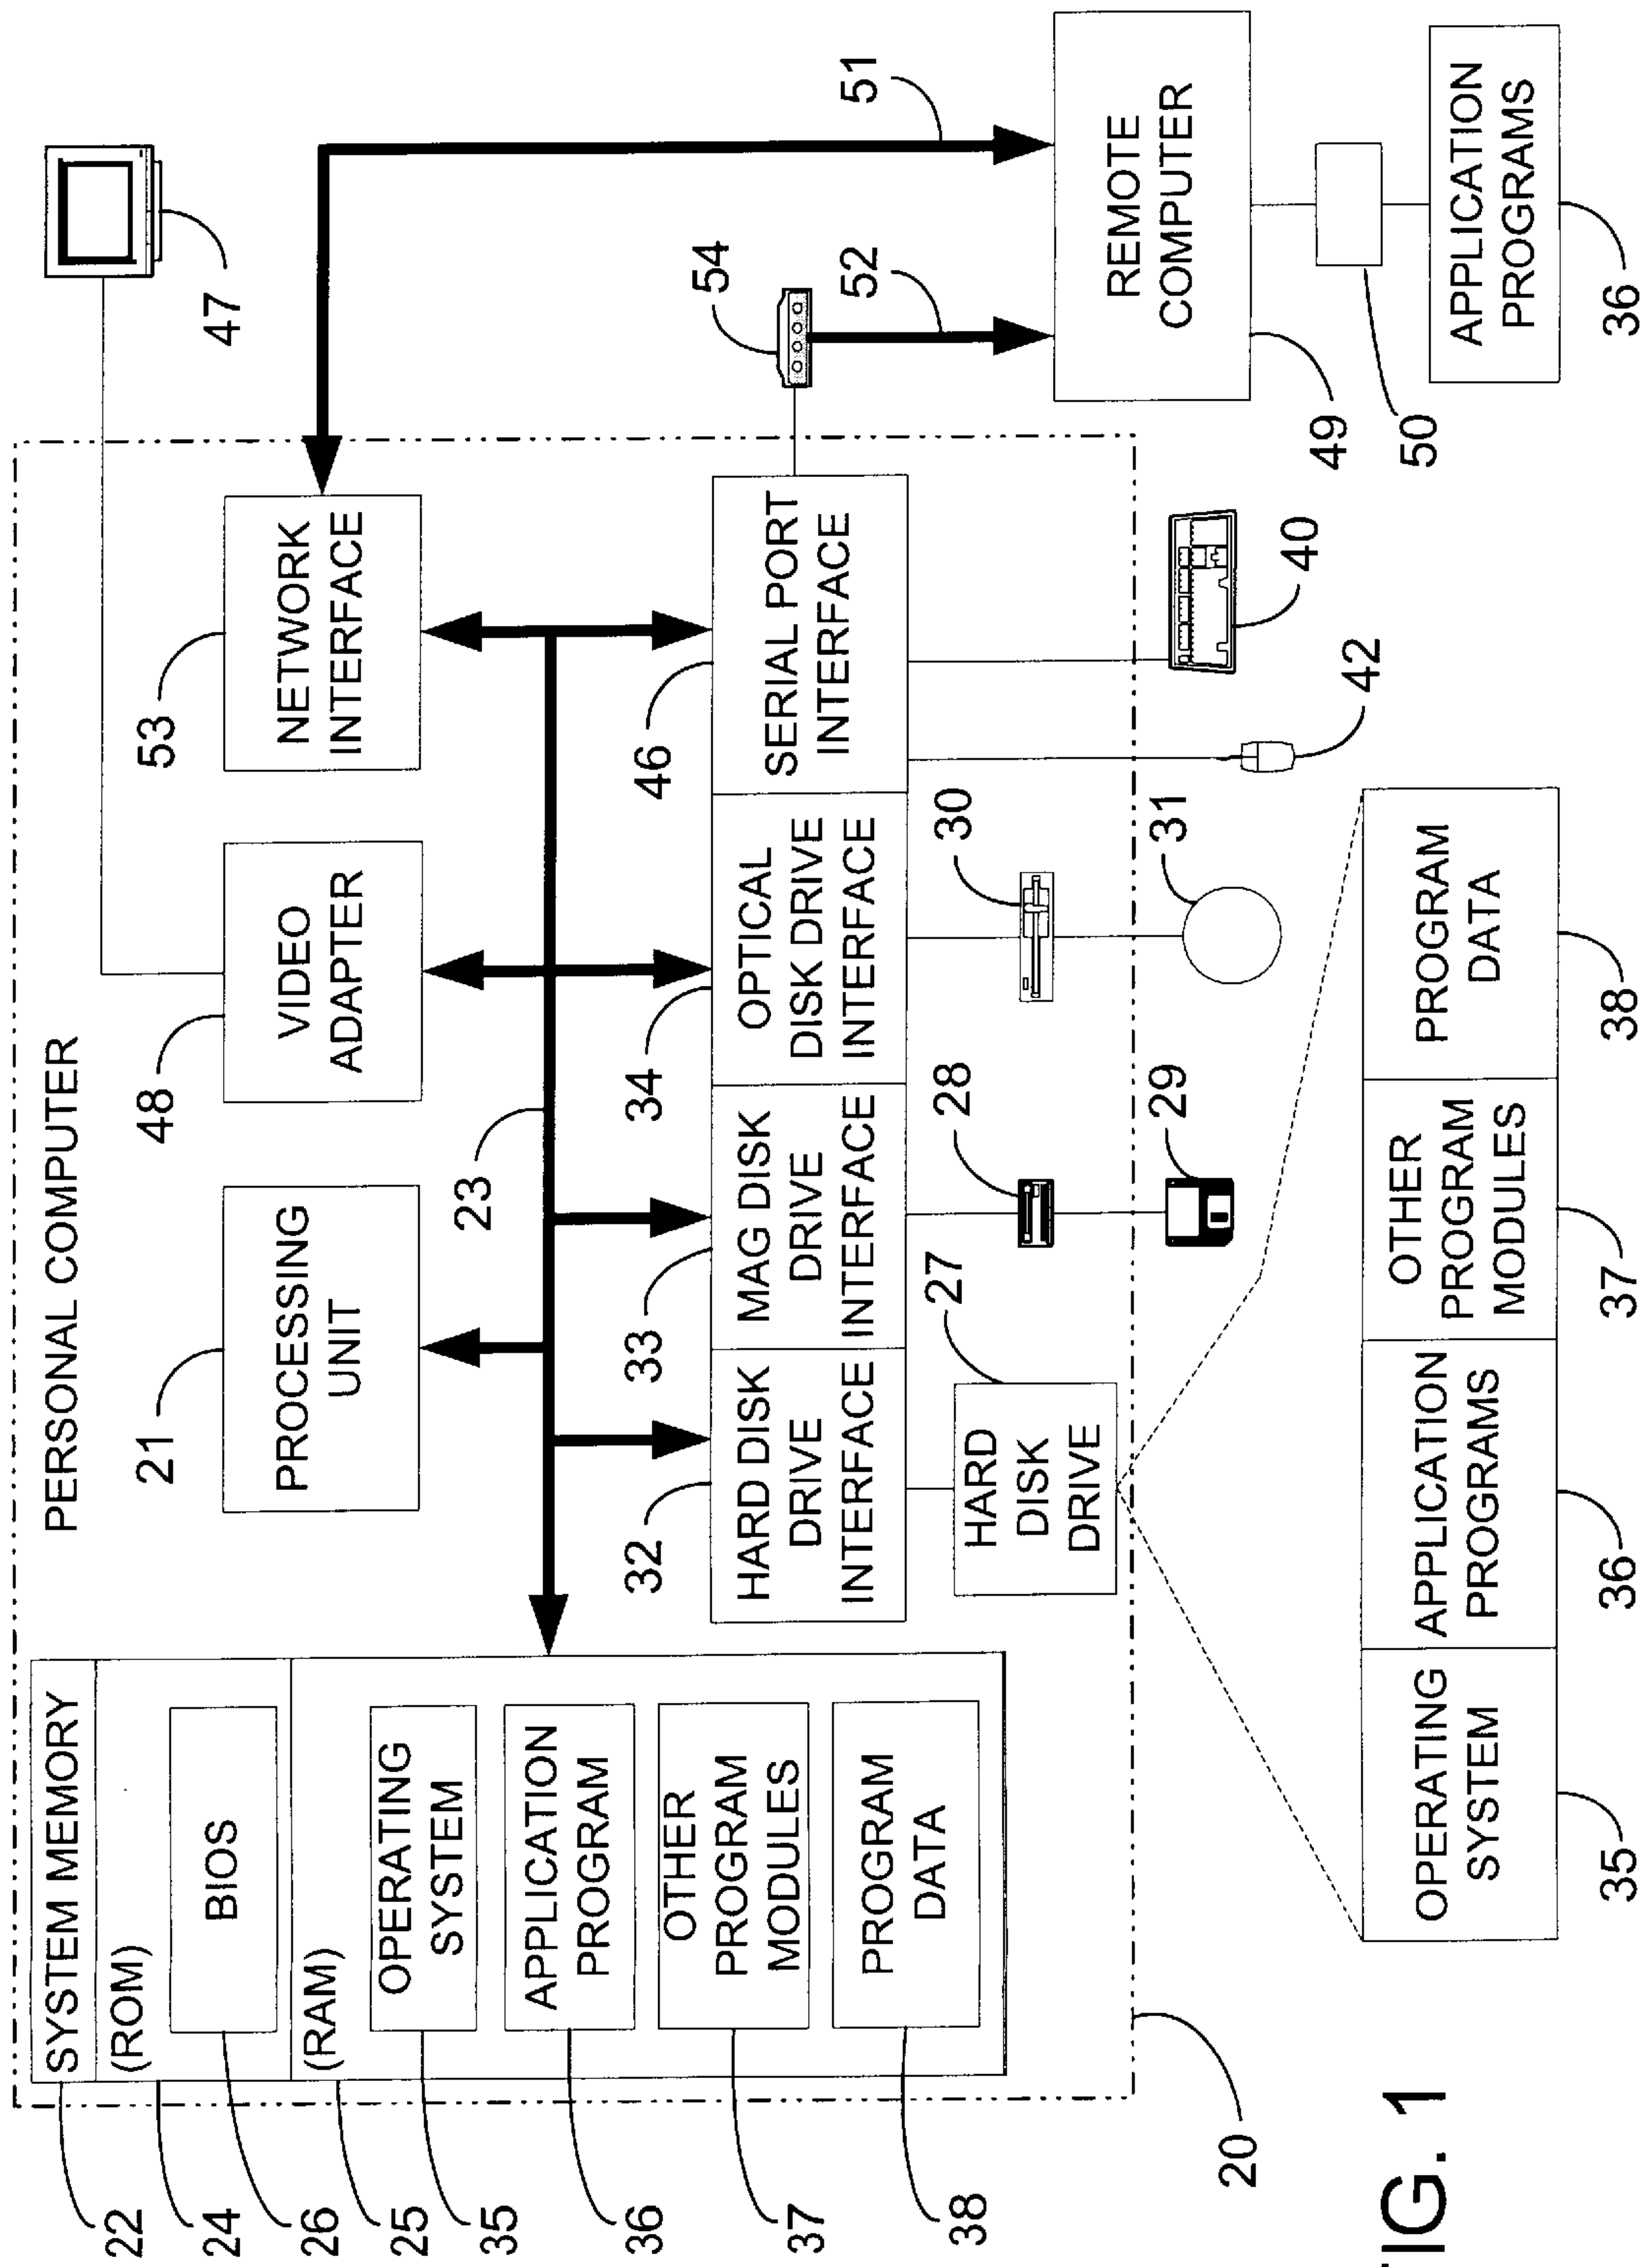 PERSONAL COMPUTER
47
22
SYSTEM MEMORY
24
(ROM)
26
BIOS
25
(RAM)
35
OPERATING
SYSTEM
36
APPLICATION
PROGRAM
37
OTHER
PROGRAM
MODULES
38
PROGRAM
DATA
21
PROCESSING
UNIT
48
VIDEO
ADAPTER
53
NETWORK
INTERFACE
23
32
HARD DISK
DRIVE
INTERFACE
33
MAG DISK
DRIVE
INTERFACE
34
OPTICAL
DISK DRIVE
INTERFACE
46
SERIAL PORT
INTERFACE
54
52
51
27
HARD
DISK
DRIVE
28
29
30
31
42
40
20
REMOTE
COMPUTER
49
50
APPLICATION
PROGRAMS
36
OPERATING
SYSTEM
35
APPLICATION
PROGRAMS
36
OTHER
PROGRAM
MODULES
37
PROGRAM
DATA
38
IG. 1